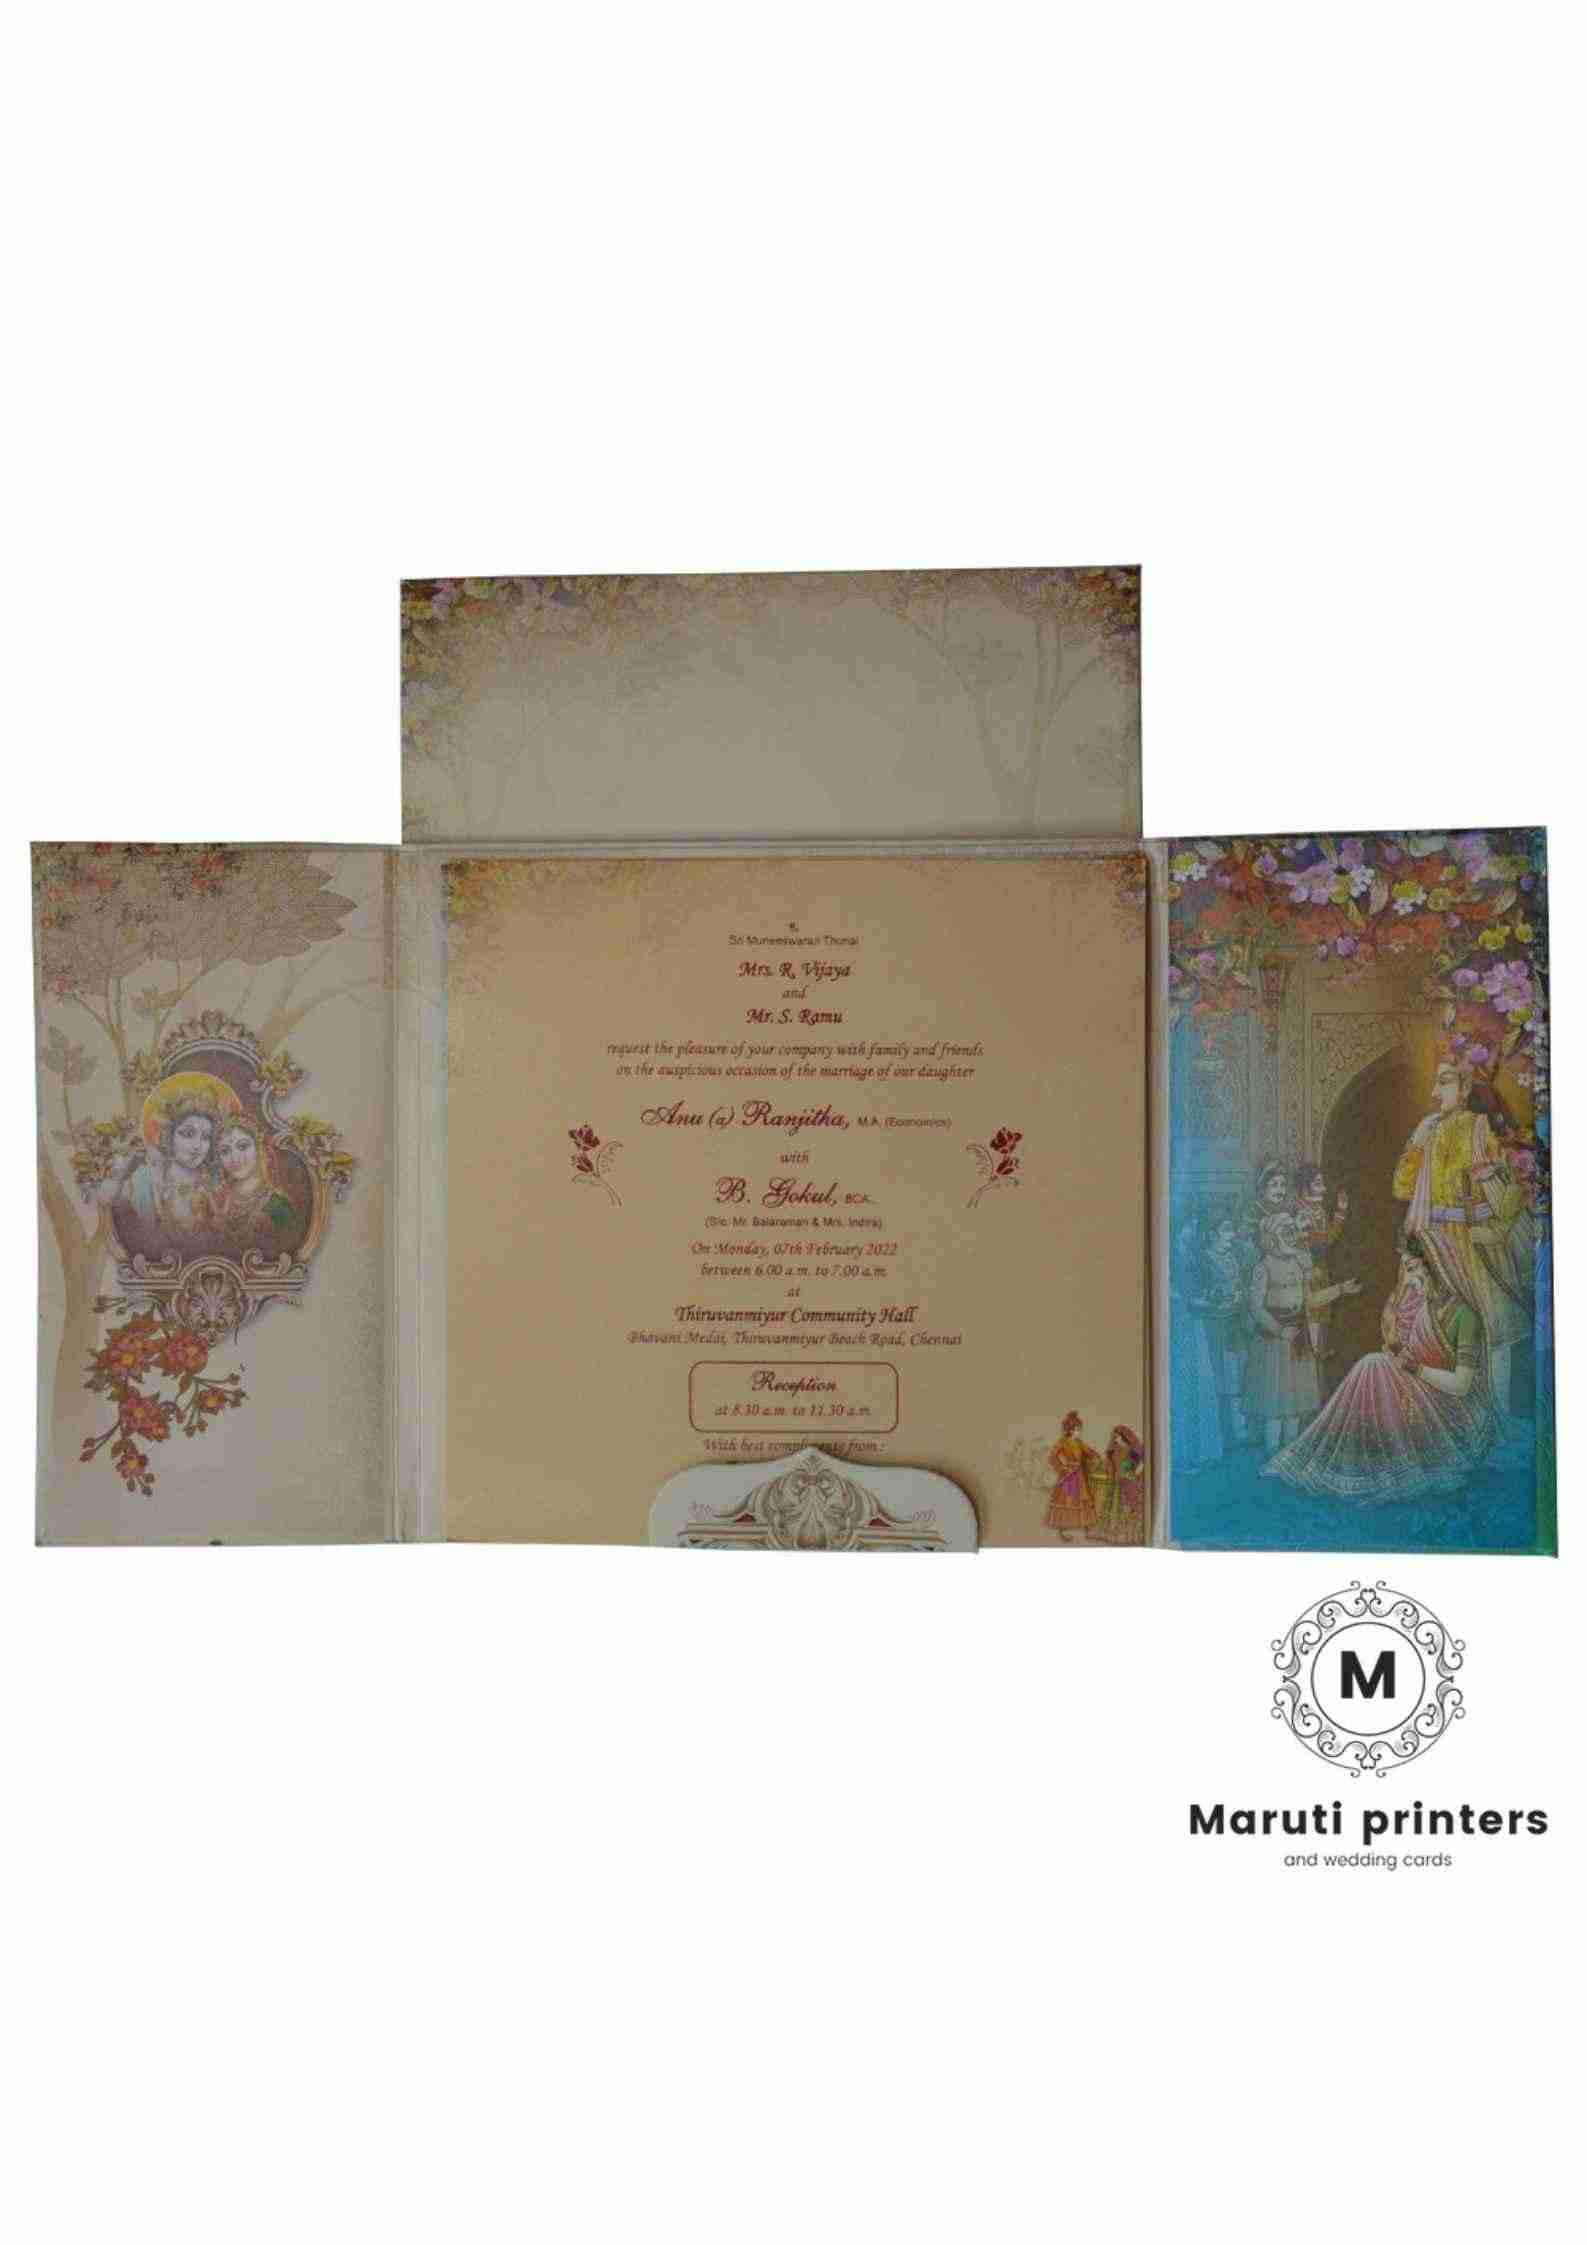 Sri Muneeswaran Thunai
Mrs. R. Vijaya
and
Mr. S. Ramu
request the pleasure of your company with family and friends
on the auspicious occasion of the marriage of our daughter
Anu (a) Ranjitha, M.A. (Economics)
with
B. Gokul, BCA.,
(S/o. Mr. Balaraman & Mrs. Indira)
On Monday, 07th February 2022
between 6.00 a.m. to 7.00 a.m.
at
Thiruvanmiyur Community Hall
Bhavani Medai, Thiruvanmiyur Beach Road, Chennai
Reception
at 8.30 a.m. to 11.30 a.m.
With best compliments from :
M
Maruti printers
and wedding cards